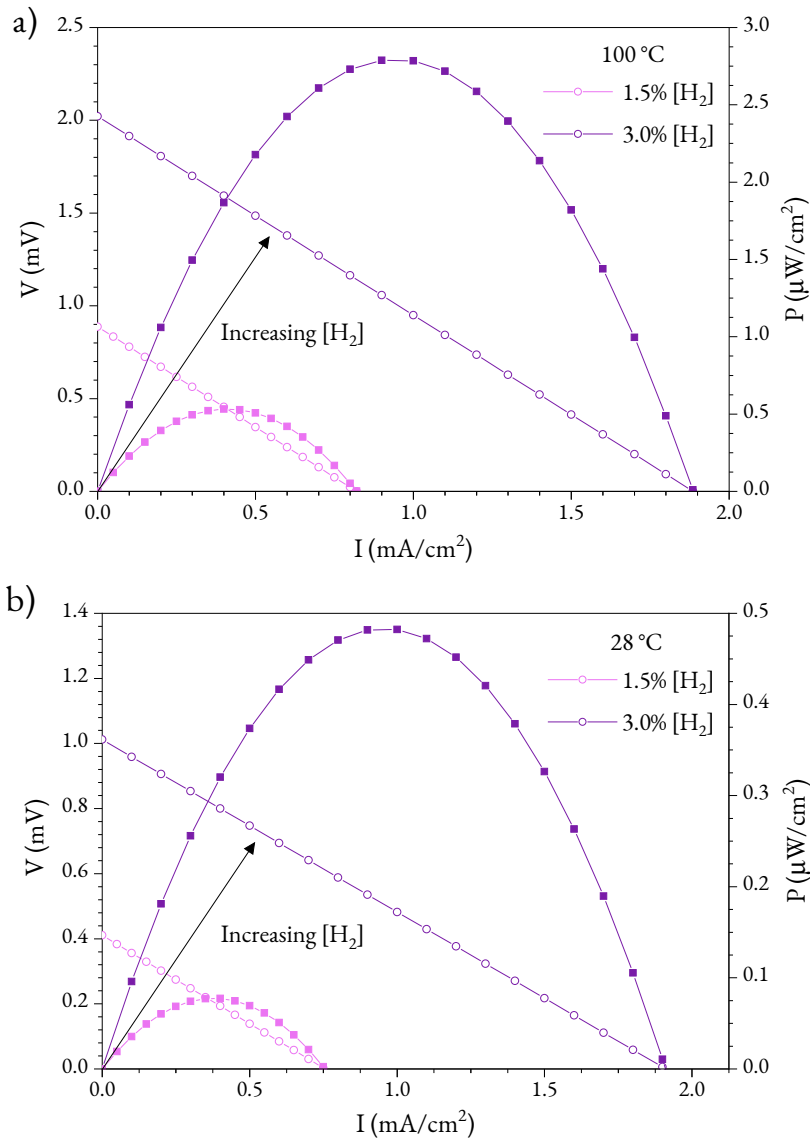 a)
100 °C
1.5% [H₂]
3.0% [H₂]
Increasing [H₂]
V (mV)
2.5
2.0
1.5
1.0
0.5
0.0
P (μW/cm²)
3.0
2.5
2.0
1.5
1.0
0.5
0.0
0.0 0.5 1.0 1.5 2.0
I (mA/cm²)
b)
28 °C
1.5% [H₂]
3.0% [H₂]
Increasing [H₂]
V (mV)
1.4
1.2
1.0
0.8
0.6
0.4
0.2
0.0
P (μW/cm²)
0.5
0.4
0.3
0.2
0.1
0.0
0.0 0.5 1.0 1.5 2.0
I (mA/cm²)